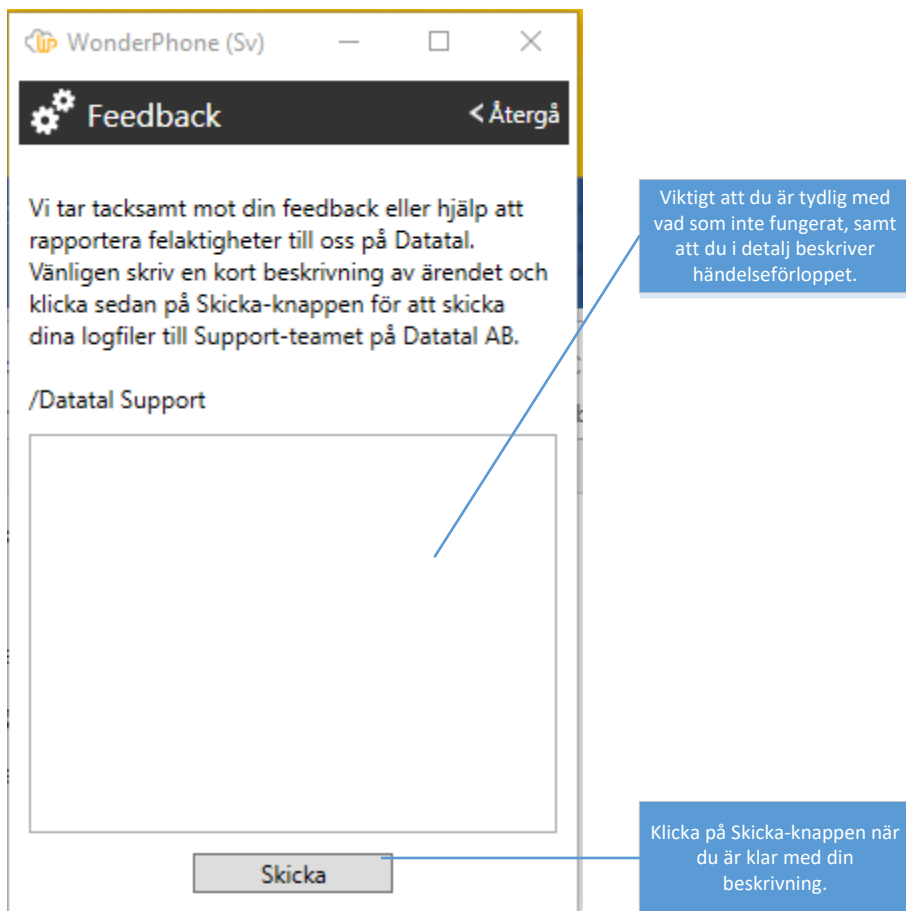 WonderPhone (Sv)
Feedback
< Återgå
Vi tar tacksamt mot din feedback eller hjälp att
rapportera felaktigheter till oss på Datatal.
Vänligen skriv en kort beskrivning av ärendet och
klicka sedan på Skicka-knappen för att skicka
dina logfiler till Support-teamet på Datatal AB.
/Datatal Support
Skicka
Viktigt att du är tydlig med
vad som inte fungerat, samt
att du i detalj beskriver
händelseförloppet.
Klicka på Skicka-knappen när
du är klar med din
beskrivning.